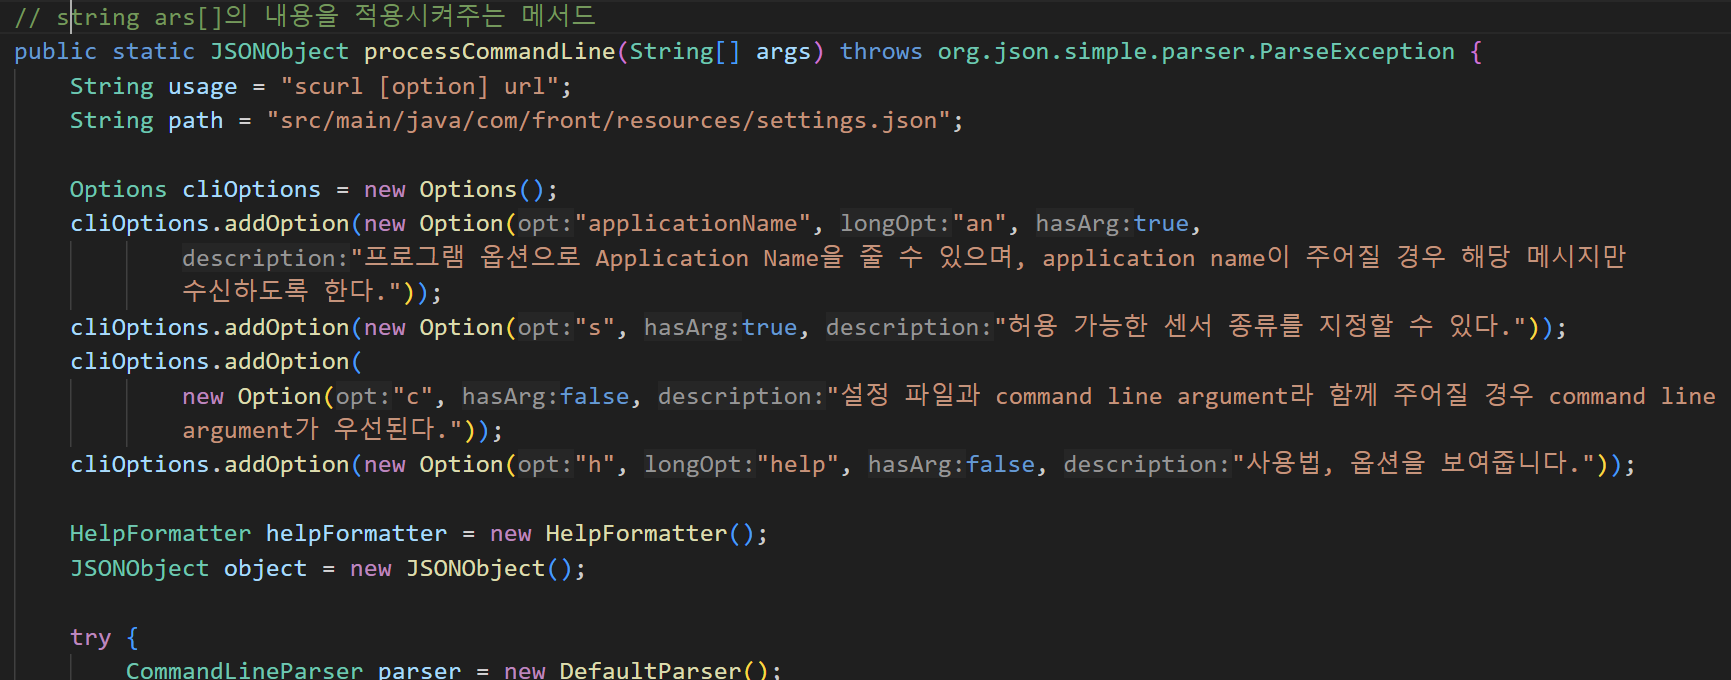 // string ars[]의 내용을 적용시켜주는 메서드
public static JSONObject processCommandLine(String[] args) throws org.json.simple.parser.ParseException {
String usage = "scurl [option] url";
String path = "src/main/java/com/front/resources/settings.json";
Options cliOptions = new Options();
cliOptions.addOption(new Option(opt:"applicationName", longOpt:"an", hasArg:true,
description:"프로그램 옵션으로 Application Name을 줄 수 있으며, application name이 주어질 경우 해당 메시지만
수신하도록 한다."));
cliOptions.addOption(new Option(opt:"s", hasArg:true, description:"허용 가능한 센서 종류를 지정할 수 있다."));
cliOptions.addOption(
new Option(opt:"c", hasArg:false, description:"설정 파일과 command line argument라 함께 주어질 경우 command line
argument가 우선된다."));
cliOptions.addOption(new Option(opt:"h", longOpt:"help", hasArg:false, description:"사용법, 옵션을 보여줍니다."));
HelpFormatter helpFormatter = new HelpFormatter();
JSONObject object = new JSONObject();
try {
CommandLineParser parser = new DefaultParser();